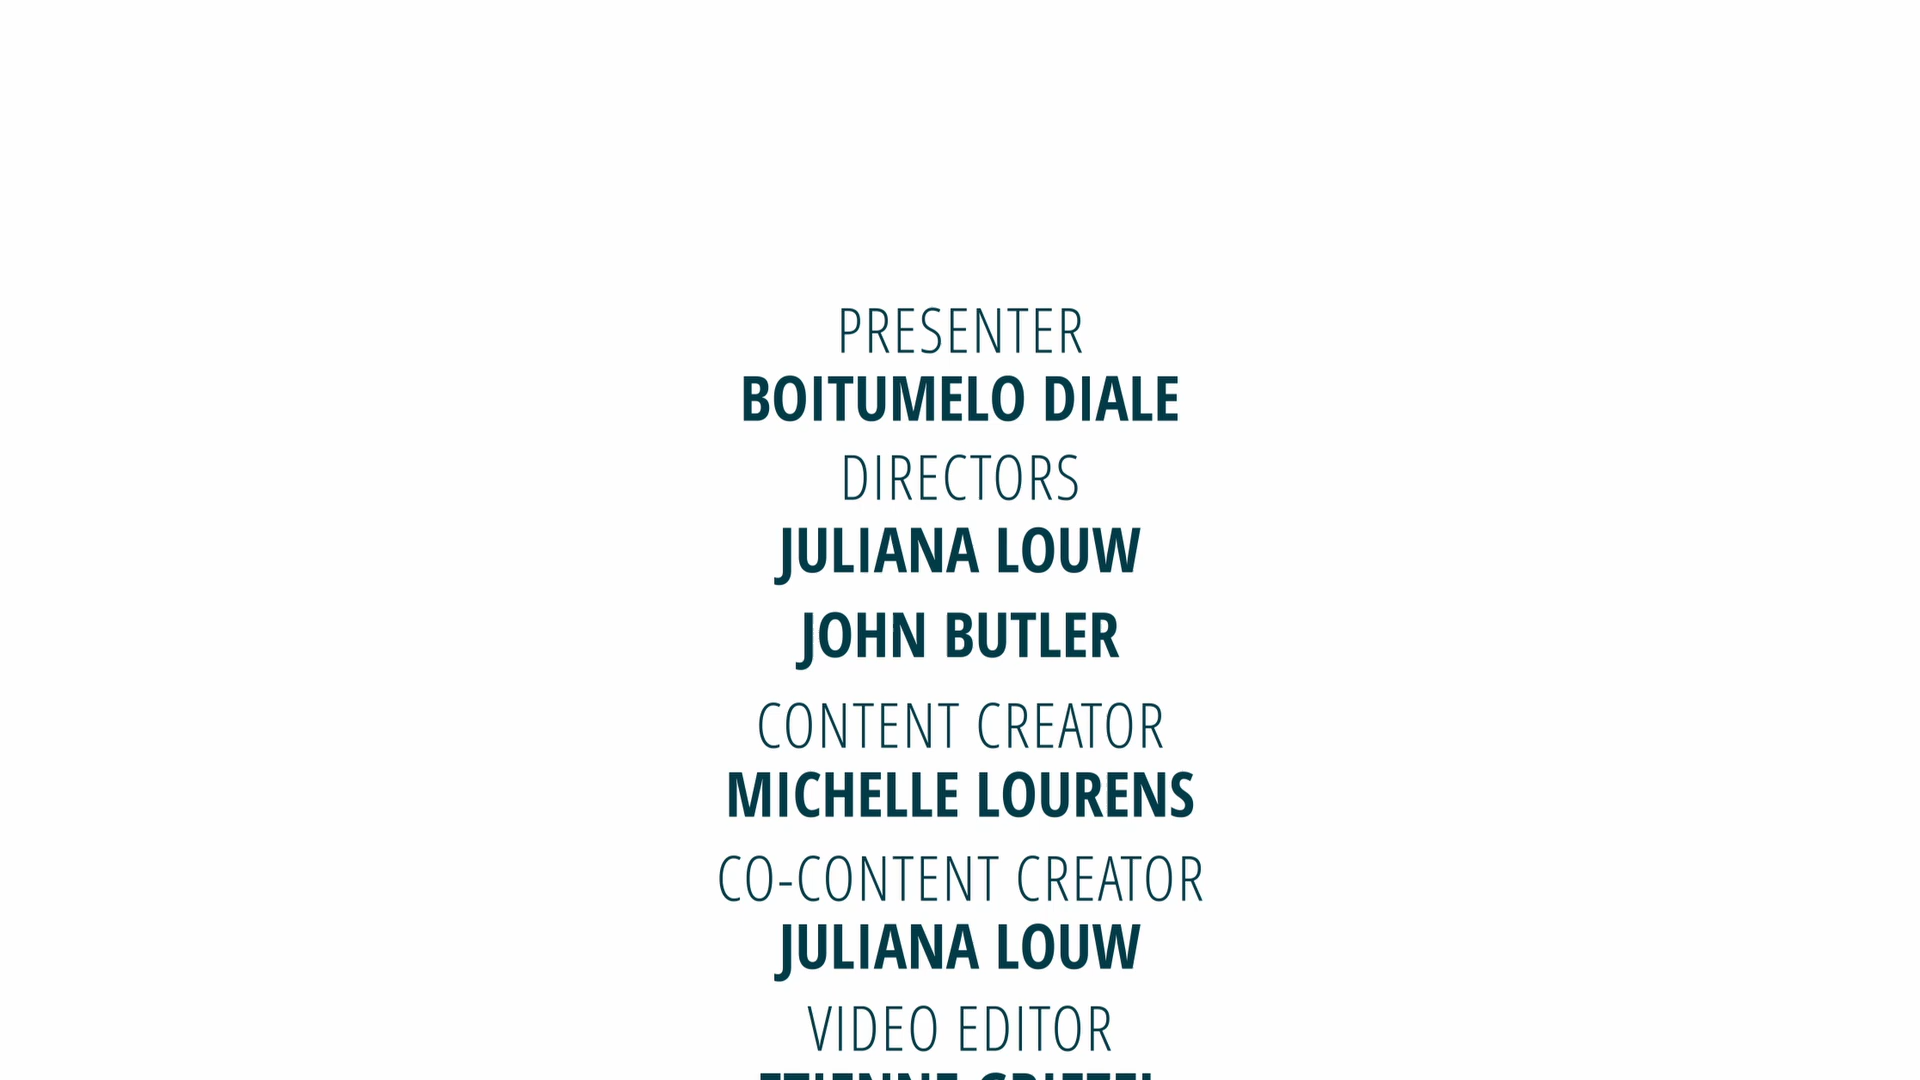 PRESENTER
BOITUMELO DIALE
DIRECTORS
JULIANA LOUW
JOHN BUTLER
CONTENT CREATOR
MICHELLE LOURENS
CO-CONTENT CREATOR
JULIANA LOUW
VIDEO EDITOR